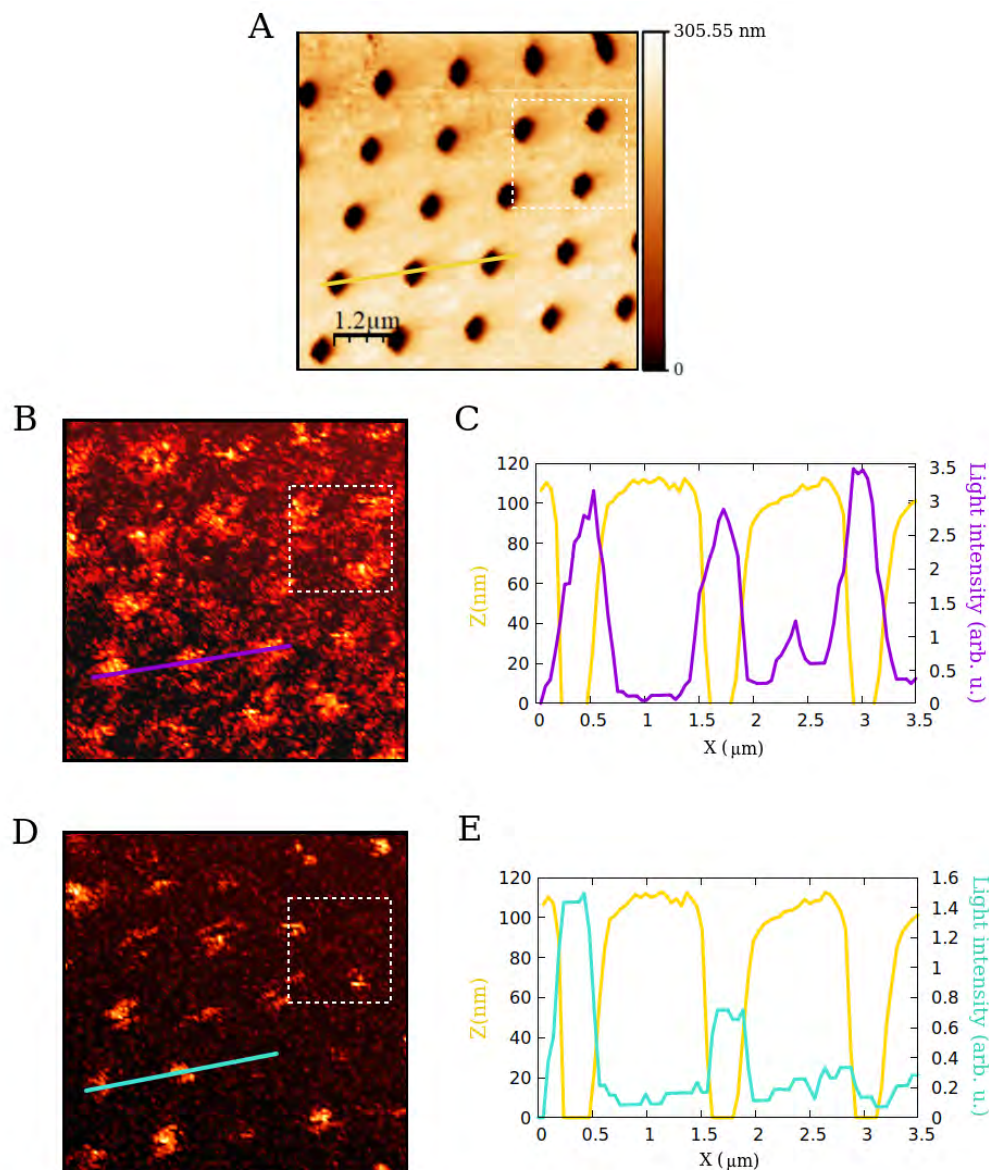 A
305.55 nm
1.2μm
0
B
C
120
100
80
60
40
20
0
Z(nm)
3.5
3
2.5
2
1.5
1
0.5
0
Light intensity (arb. u.)
0 0.5 1 1.5 2 2.5 3 3.5
X (μm)
D
E
120
100
80
60
40
20
0
Z(nm)
1.6
1.4
1.2
1
0.8
0.6
0.4
0.2
0
Light intensity (arb. u.)
0 0.5 1 1.5 2 2.5 3 3.5
X (μm)